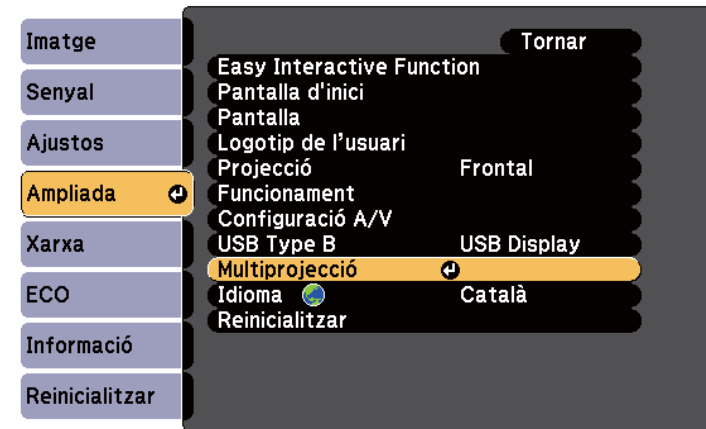 Imatge
Senyal
Ajustos
Ampliada
Xarxa
ECO
Informació
Reinicialitzar
Tornar
Easy Interactive Function
Pantalla d'inici
Pantalla
Logotip de l’usuari
Projecció Frontal
Funcionament
Configuració A/V
USB Type B USB Display
Multiprojecció
Idioma Català
Reinicialitzar